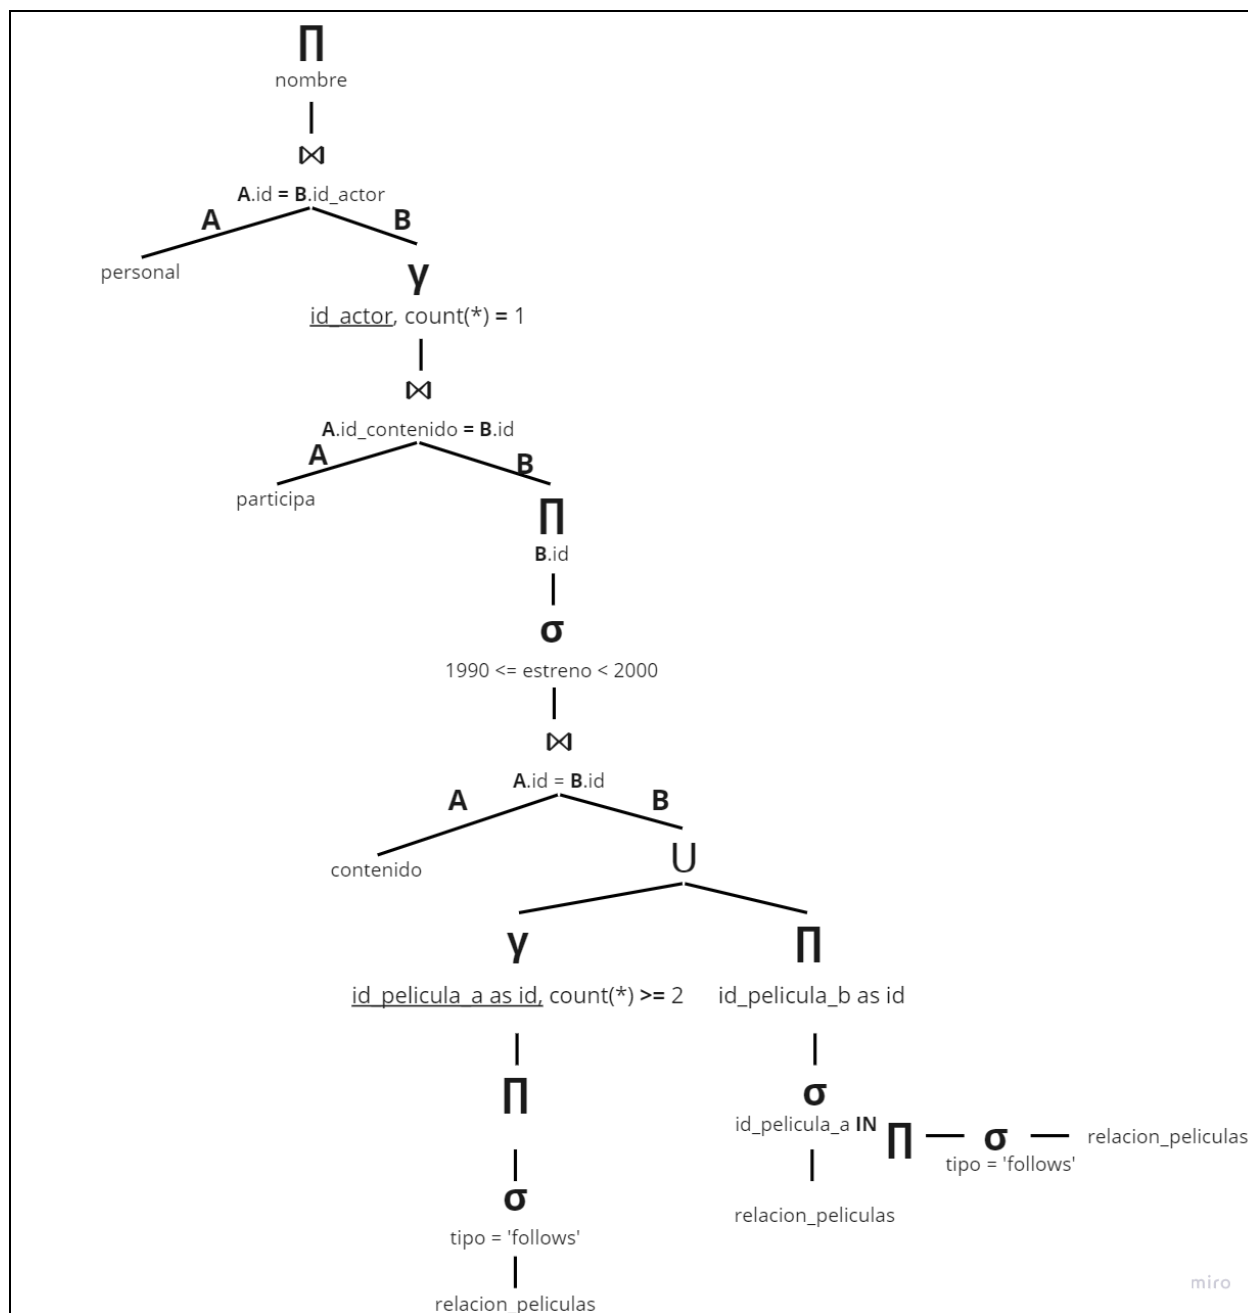 Π
nombre
⋈
A.id = B.id_actor
A
B
personal
γ
id_actor, count(*) = 1
⋈
A.id_contenido = B.id
A
B
participa
Π
B.id
σ
1990 <= estreno < 2000
⋈
A.id = B.id
A
B
contenido
U
γ
Π
id_pelicula_a as id, count(*) >= 2
id_pelicula_b as id
Π
σ
id_pelicula_a IN
Π
σ
relacion_peliculas
tipo = 'follows'
σ
relacion_peliculas
tipo = 'follows'
relacion_peliculas
miro